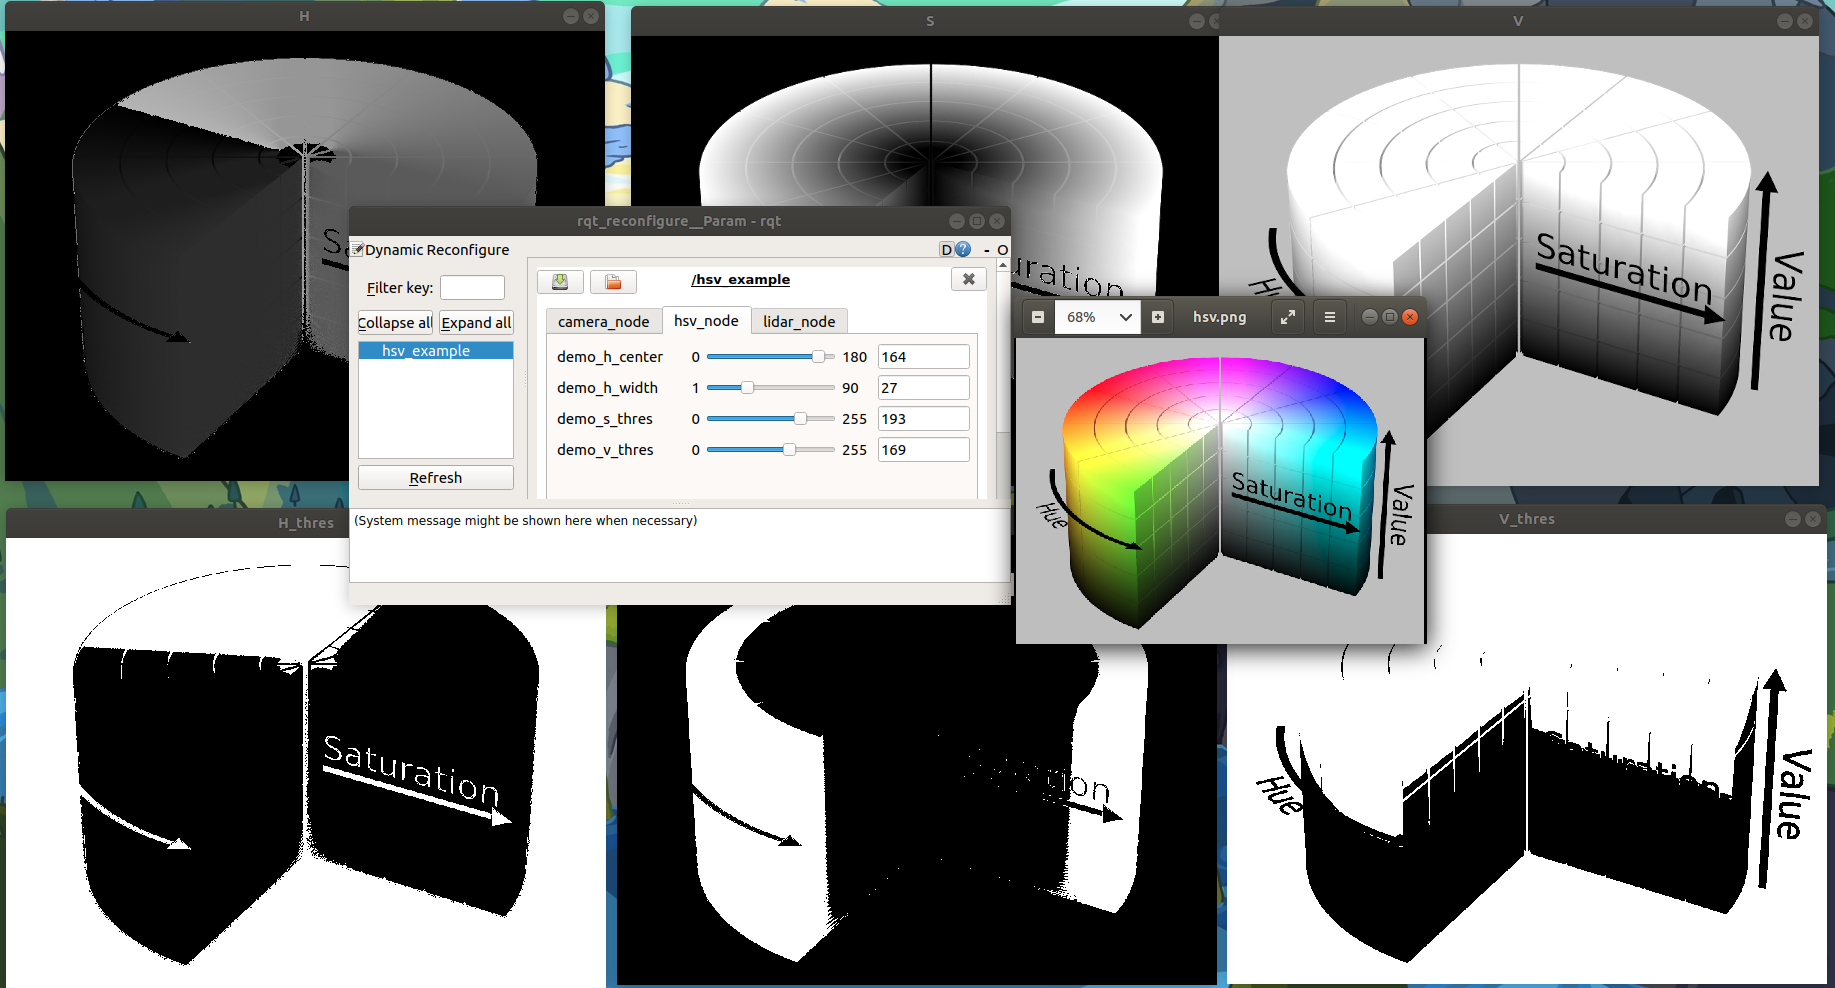 H
S
V
Sa
uration
Saturation
Value
Hu
rqt_reconfigure__Param - rqt
Dynamic Reconfigure
D
?
- O
Filter key:
Collapse all
Expand all
hsv_example
Refresh
/hsv_example
camera_node
hsv_node
lidar_node
demo_h_center 0 180 164
demo_h_width 1 90 27
demo_s_thres 0 255 193
demo_v_thres 0 255 169
(System message might be shown here when necessary)
68%
hsv.png
Saturation
Hue
Value
H_thres
Saturation
V_thres
Hue
Value